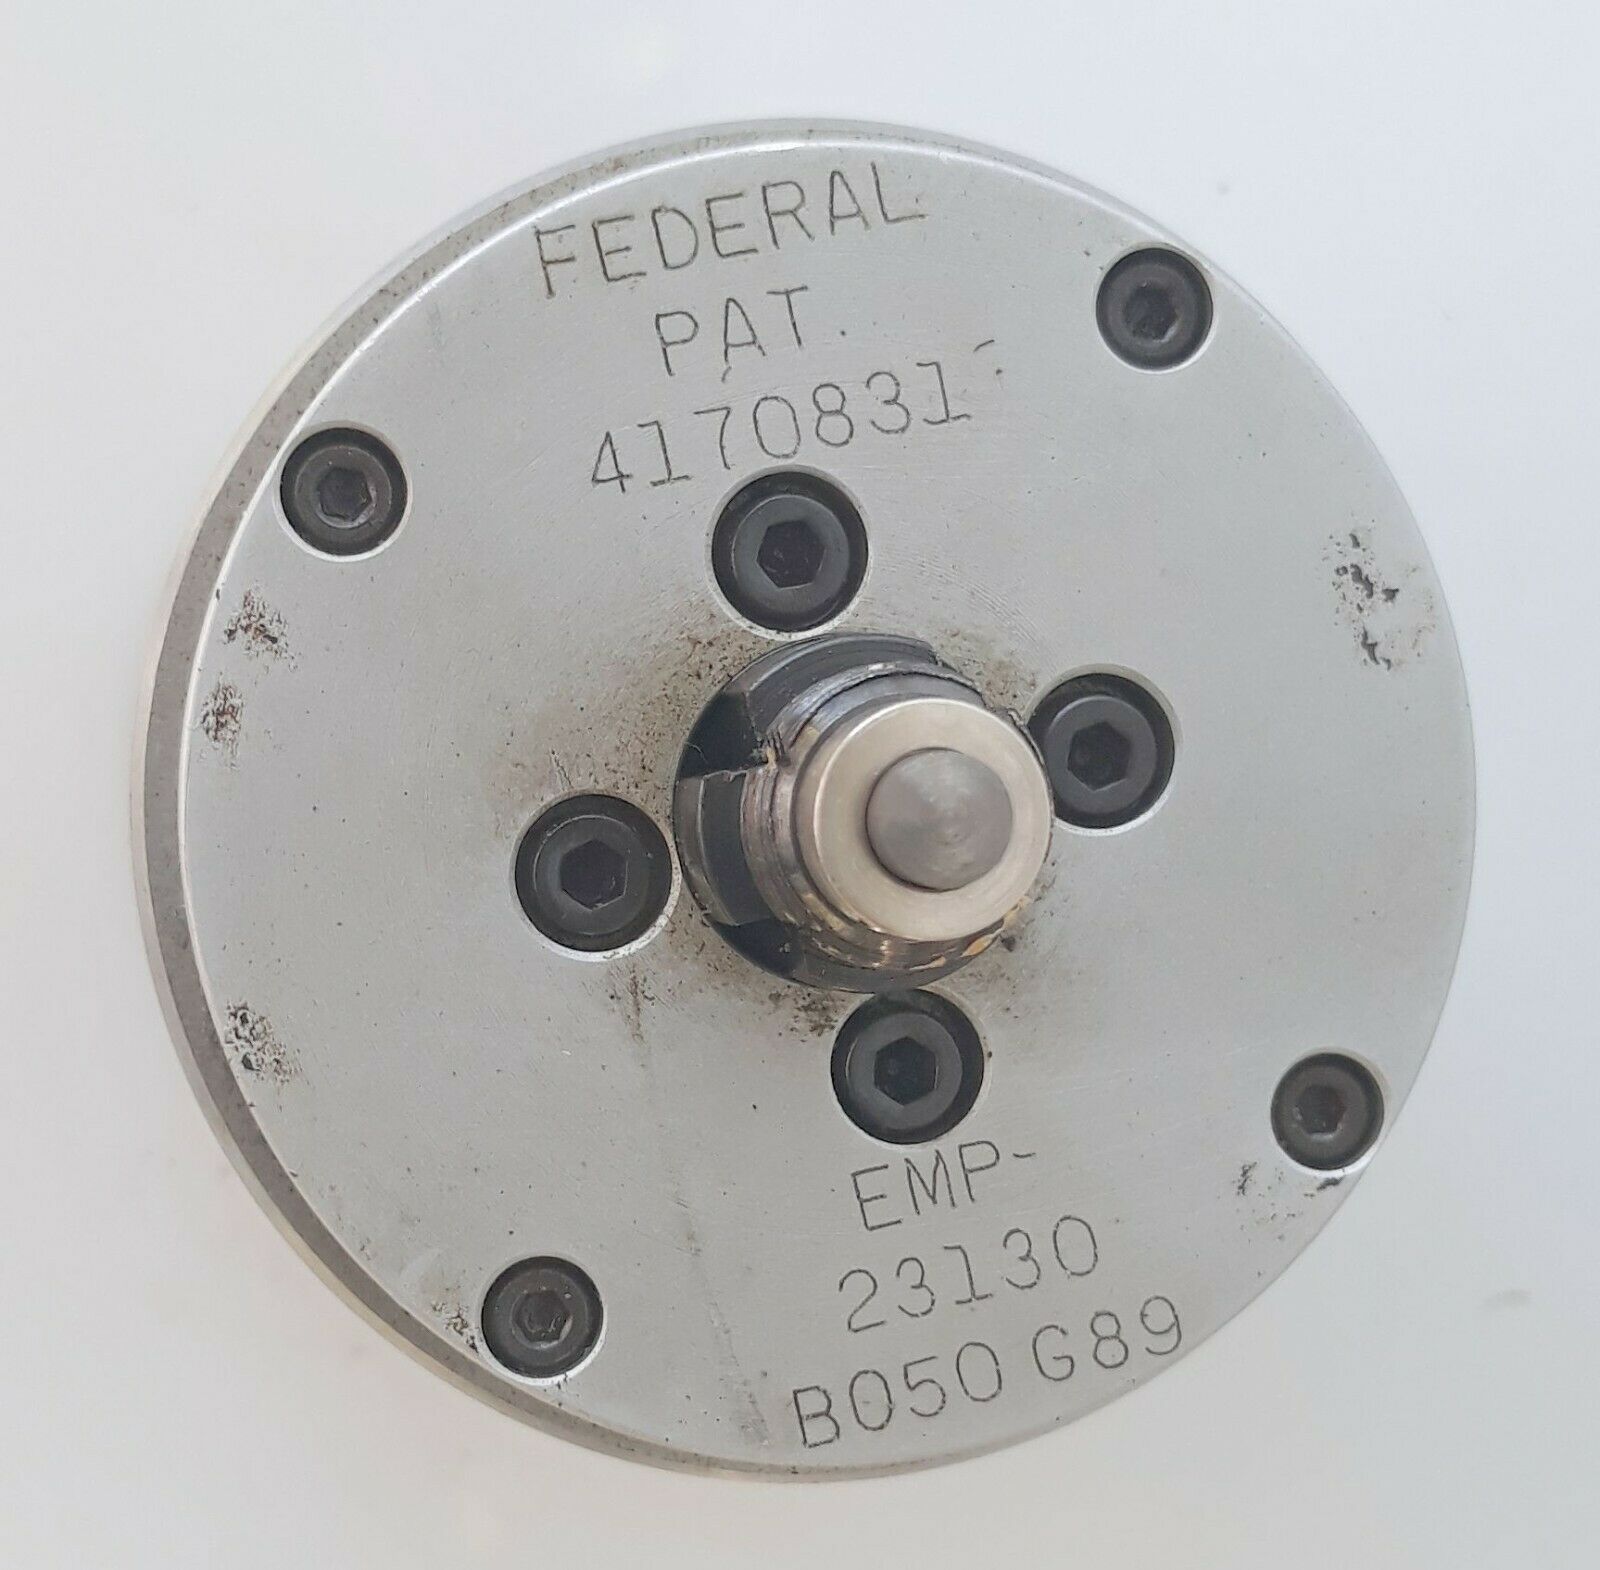 FEDERAL
PAT.
4170831
EMP-
23130
B050 G89